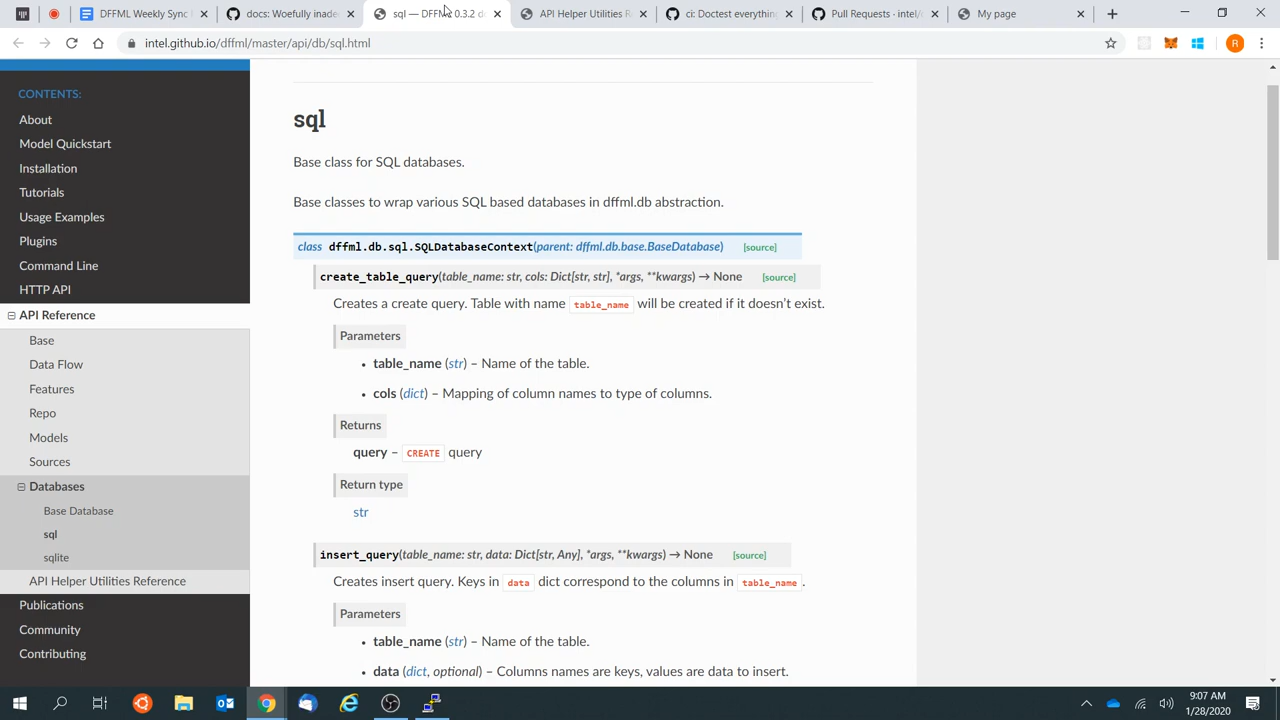 DFFML Weekly Sync
docs: Woefully inade
sql — DFFML 0.3.2 d
API Helper Utilities R
ci: Doctest everything
Pull Requests · intel/
My page
intel.github.io/dffml/master/api/db/sql.html
R
CONTENTS:
About
Model Quickstart
Installation
Tutorials
Usage Examples
Plugins
Command Line
HTTP API
API Reference
Base
Data Flow
Features
Repo
Models
Sources
Databases
Base Database
sql
sqlite
API Helper Utilities Reference
Publications
Community
Contributing
sql
Base class for SQL databases.
Base classes to wrap various SQL based databases in dffml.db abstraction.
class dffml.db.sql.SQLDatabaseContext(parent: dffml.db.base.BaseDatabase) [source]
create_table_query(table_name: str, cols: Dict[str, str], *args, **kwargs) → None [source]
Creates a create query. Table with name table_name will be created if it doesn't exist.
Parameters
• table_name (str) – Name of the table.
• cols (dict) – Mapping of column names to type of columns.
Returns
query – CREATE query
Return type
str
insert_query(table_name: str, data: Dict[str, Any], *args, **kwargs) → None [source]
Creates insert query. Keys in data dict correspond to the columns in table_name .
Parameters
• table_name (str) – Name of the table.
• data (dict, optional) – Columns names are keys, values are data to insert.
9:07 AM
1/28/2020